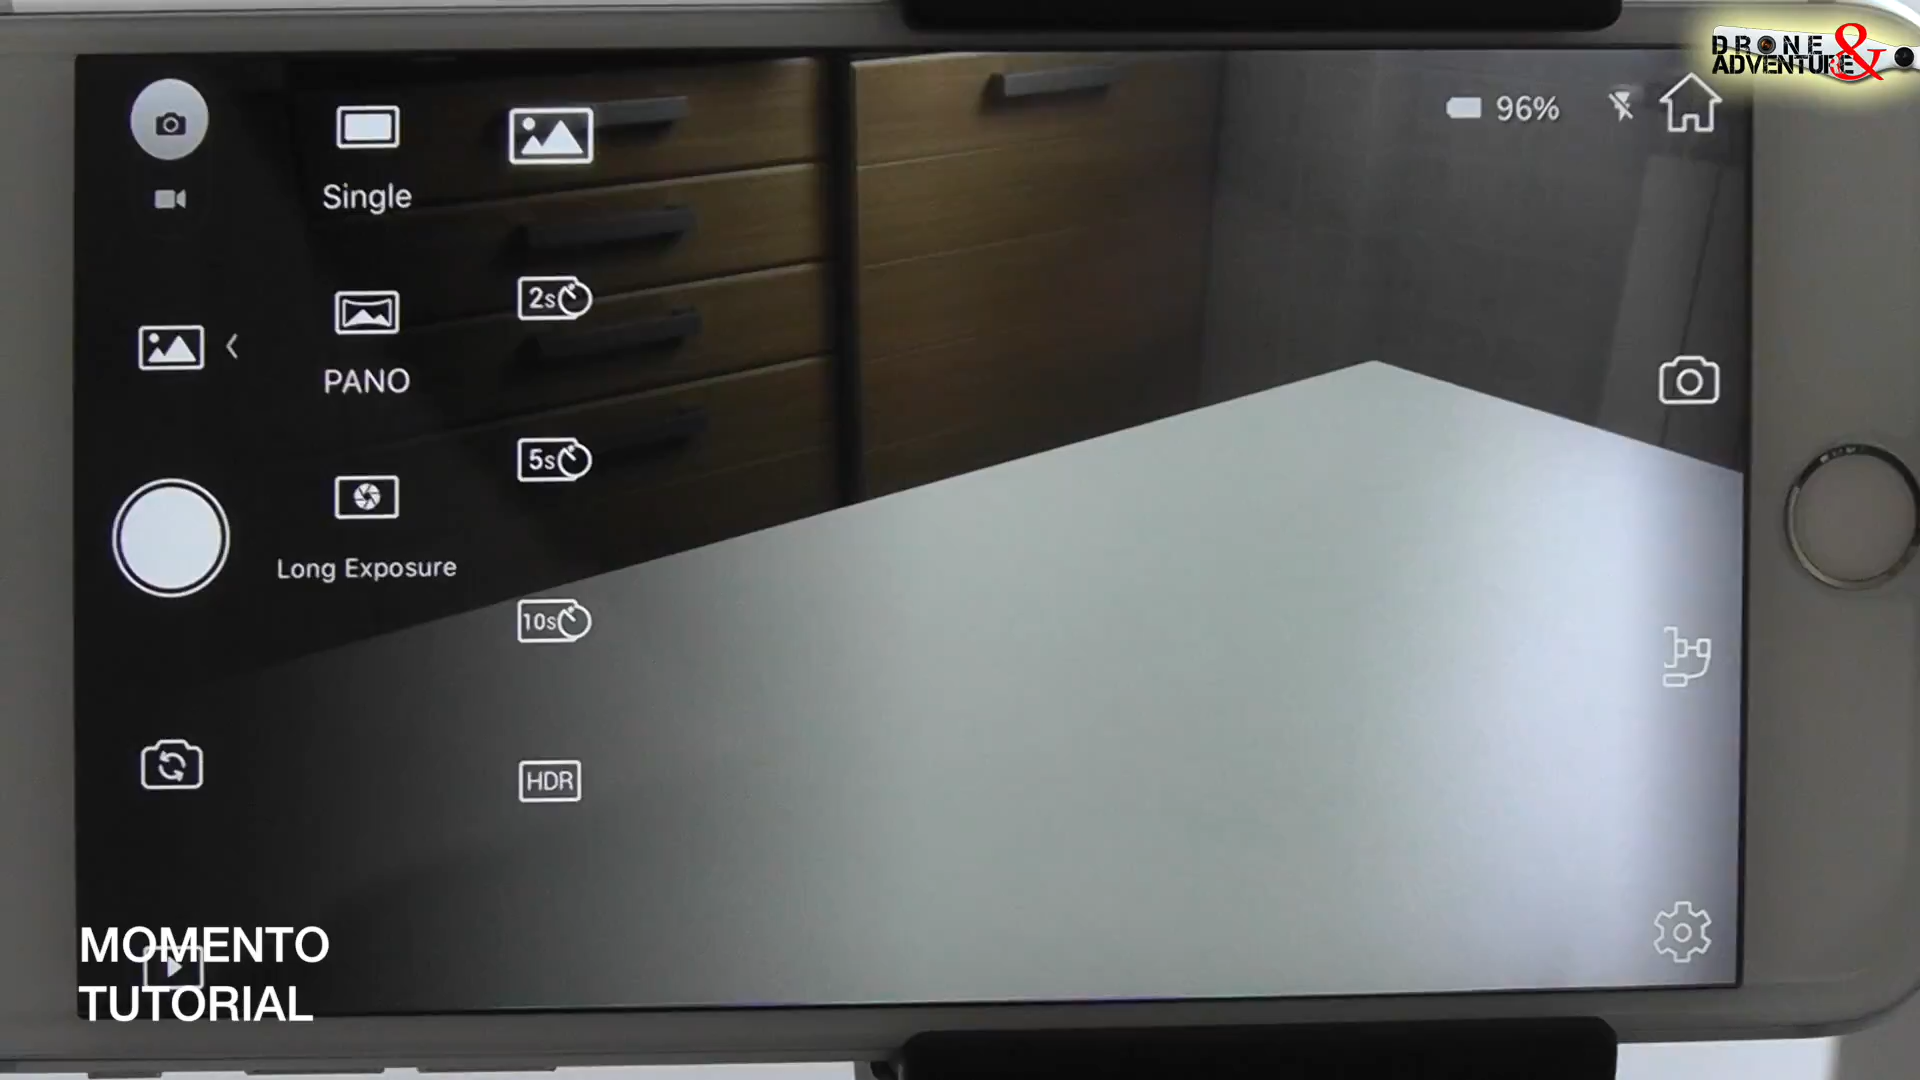 DRONE &
ADVENTURE
96%
Single
2s
PANO
5s
Long Exposure
10s
HDR
MOMENTO
TUTORIAL